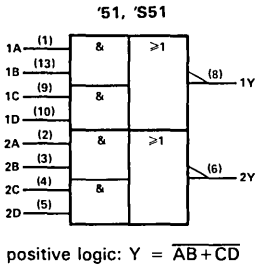 '51, 'S51
1A (1) & ≥1
1B (13) (8) 1Y
1C (9) &
1D (10)
2A (2) & ≥1
2B (3) (6) 2Y
2C (4) &
2D (5)
positive logic: Y = \overline{AB+CD}